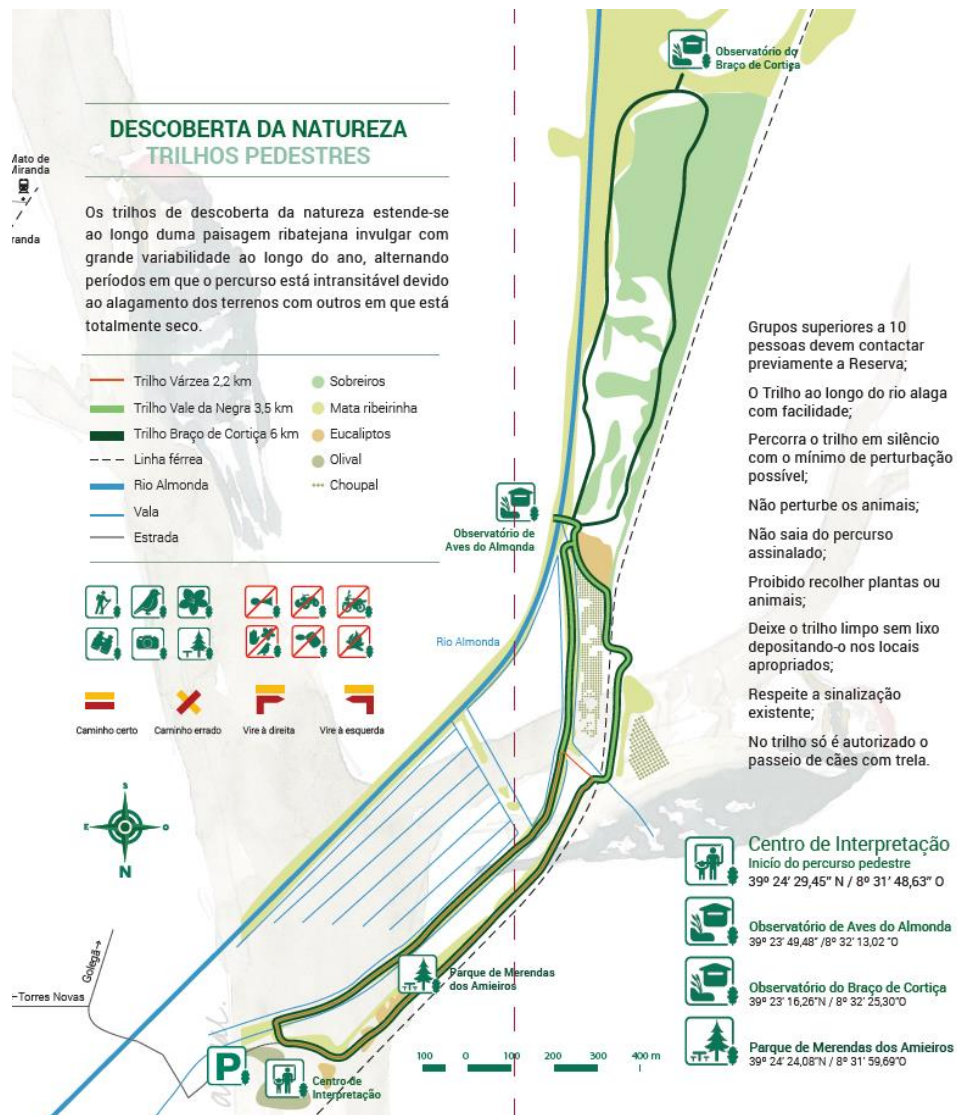 Observatório do
Braço de Cortiça
DESCOBERTA DA NATUREZA
TRILHOS PEDESTRES
Mato de
Miranda
randa
Os trilhos de descoberta da natureza estende-se
ao longo duma paisagem ribatejana invulgar com
grande variabilidade ao longo do ano, alternando
períodos em que o percurso está intransitável devido
ao alagamento dos terrenos com outros em que está
totalmente seco.
Trilho Várzea 2,2 km
Trilho Vale da Negra 3,5 km
Trilho Braço de Cortiça 6 km
Linha férrea
Rio Almonda
Vala
Estrada
Sobreiros
Mata ribeirinha
Eucaliptos
Olival
Choupal
Observatório de
Aves do Almonda
Rio Almonda
Caminho certo
Caminho errado
Vire à direita
Vire à esquerda
S
E
O
N
Golegã→
Torres Novas
Parque de Merendas
dos Amieiros
P
Centro de
Interpretação
100 0 100 200 300 400 m
Grupos superiores a 10
pessoas devem contactar
previamente a Reserva;
O Trilho ao longo do rio alaga
com facilidade;
Percorra o trilho em silêncio
com o mínimo de perturbação
possível;
Não perturbe os animais;
Não saia do percurso
assinalado;
Proibido recolher plantas ou
animais;
Deixe o trilho limpo sem lixo
depositando-o nos locais
apropriados;
Respeite a sinalização
existente;
No trilho só é autorizado o
passeio de cães com trela.
Centro de Interpretação
Inicío do percurso pedestre
39º 24’ 29,45” N / 8º 31’ 48,63” O
Observatório de Aves do Almonda
39º 23’ 49,48” /8º 32’ 13,02 ”O
Observatório do Braço de Cortiça
39º 23’ 16,26”N / 8º 32’ 25,30”O
Parque de Merendas dos Amieiros
39º 24’ 24,08”N / 8º 31’ 59,69”O